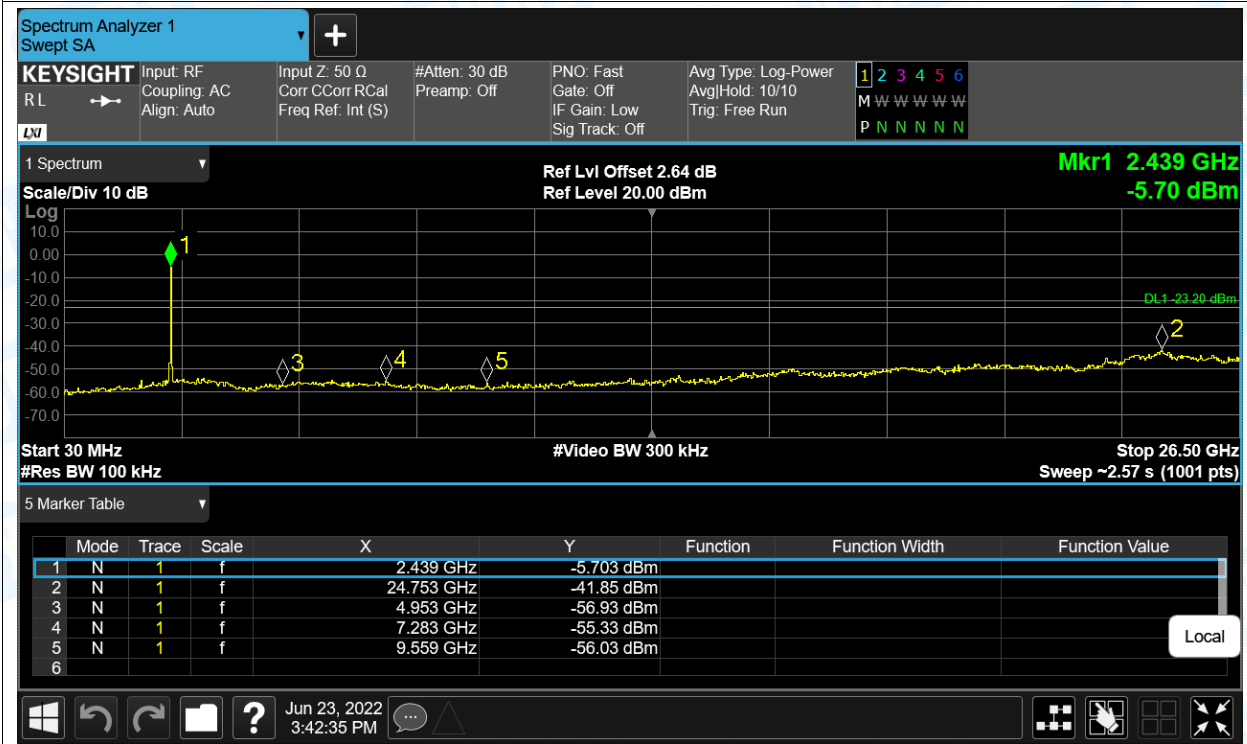 Spectrum Analyzer 1
Swept SA
+
KEYSIGHT
R L
LXI
Input: RF
Coupling: AC
Align: Auto
Input Z: 50 Ω
Corr CCorr RCal
Freq Ref: Int (S)
#Atten: 30 dB
Preamp: Off
PNO: Fast
Gate: Off
IF Gain: Low
Sig Track: Off
Avg Type: Log-Power
Avg|Hold: 10/10
Trig: Free Run
1 2 3 4 5 6
M W W W W W
P N N N N N
1 Spectrum
Scale/Div 10 dB
Ref Lvl Offset 2.64 dB
Ref Level 20.00 dBm
Mkr1 2.439 GHz
-5.70 dBm
Log
10.0
0.00
-10.0
-20.0
-30.0
-40.0
-50.0
-60.0
-70.0
1
DL1 -23.20 dBm
2
3
4
5
Start 30 MHz
#Res BW 100 kHz
#Video BW 300 kHz
Stop 26.50 GHz
Sweep ~2.57 s (1001 pts)
5 Marker Table
Mode Trace Scale X Y Function Function Width Function Value
1 N 1 f 2.439 GHz -5.703 dBm
2 N 1 f 24.753 GHz -41.85 dBm
3 N 1 f 4.953 GHz -56.93 dBm
4 N 1 f 7.283 GHz -55.33 dBm
5 N 1 f 9.559 GHz -56.03 dBm
6
Local
?
Jun 23, 2022
3:42:35 PM